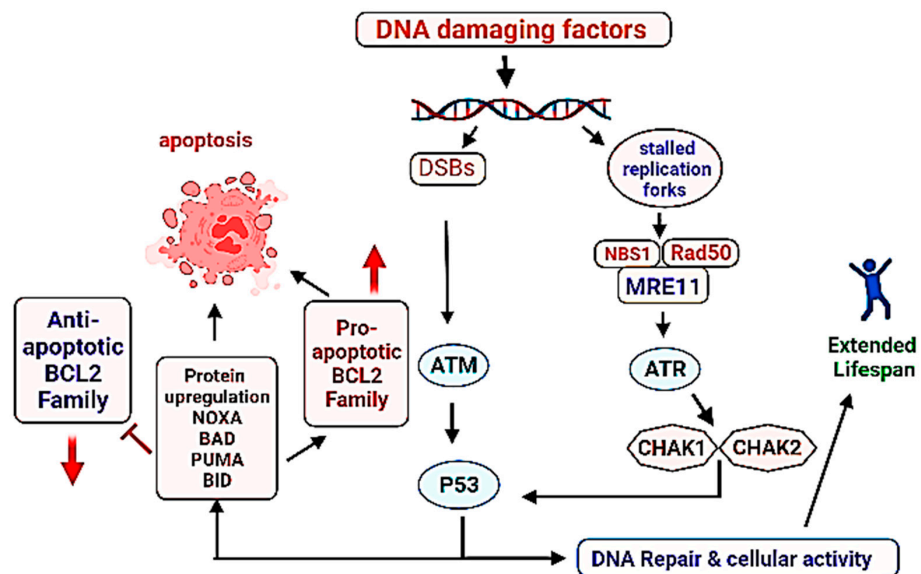 DNA damaging factors
apoptosis
DSBs
stalled
replication
forks
NBS1
Rad50
MRE11
Anti-
apoptotic
BCL2
Family
Protein
upregulation
NOXA
BAD
PUMA
BID
Pro-
apoptotic
BCL2
Family
ATM
ATR
Extended
Lifespan
CHAK1
CHAK2
P53
DNA Repair & cellular activity